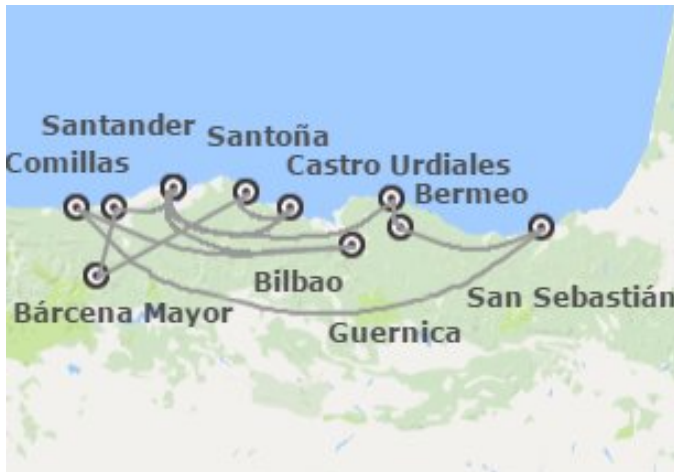 Santander
Santoña
Comillas
Castro Urdiales
Bermeo
Bilbao
San Sebastián
Bárcena Mayor
Guernica